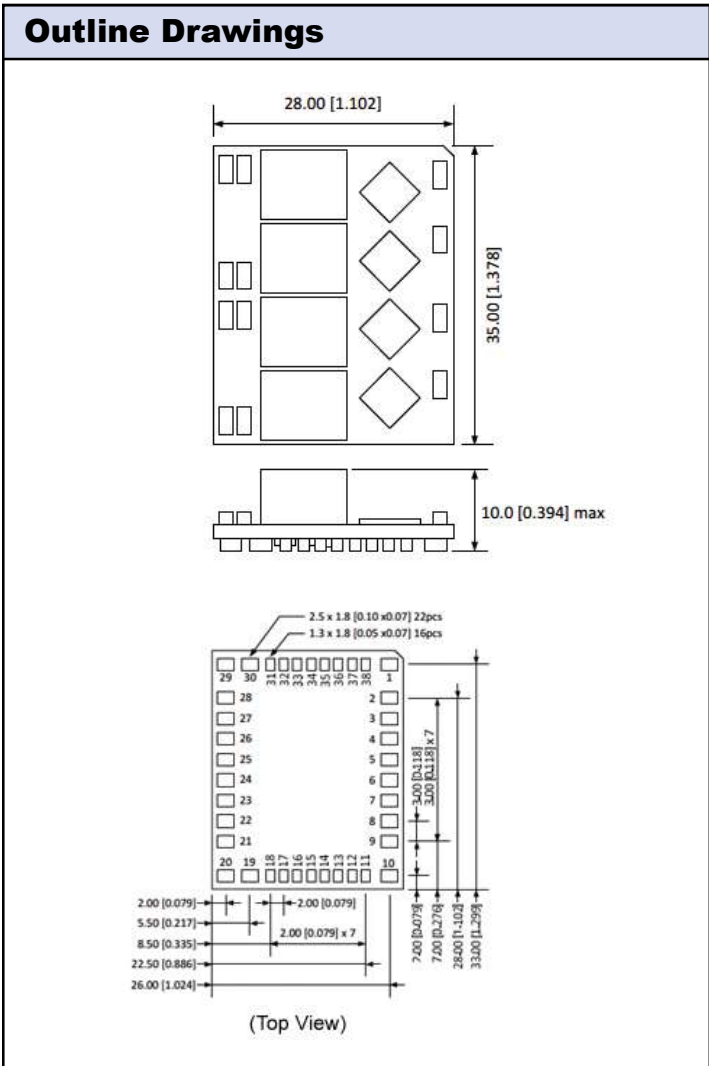 Outline Drawings
28.00 [1.102]
35.00 [1.378]
10.0 [0.394] max
2.5 x 1.8 [0.10 x0.07] 22pcs
1.3 x 1.8 [0.05 x0.07] 16pcs
29 30 31 32 33 34 35 36 37 38 1
28 2
27 3
26 4
25 5
24 6
23 7
22 8
21 9
20 19 18 17 16 15 14 13 12 11 10
3.00 [0.118]
3.00 [0.118] x 7
2.00 [0.079]
2.00 [0.079]
5.50 [0.217]
8.50 [0.335]
2.00 [0.079] x 7
22.50 [0.886]
26.00 [1.024]
2.00 [0.079]
7.00 [0.276]
28.00 [1.102]
33.00 [1.299]
(Top View)